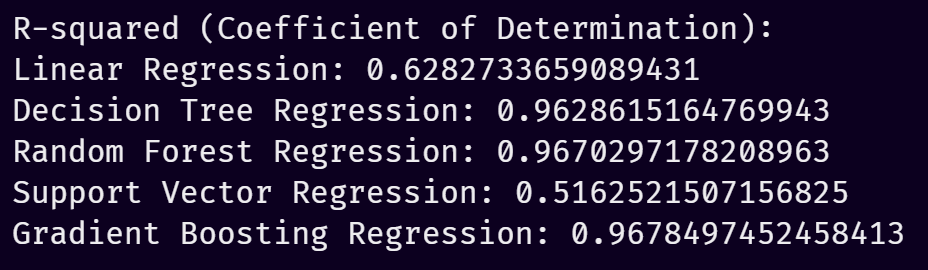 R-squared (Coefficient of Determination):
Linear Regression: 0.6282733659089431
Decision Tree Regression: 0.9628615164769943
Random Forest Regression: 0.9670297178208963
Support Vector Regression: 0.5162521507156825
Gradient Boosting Regression: 0.9678497452458413